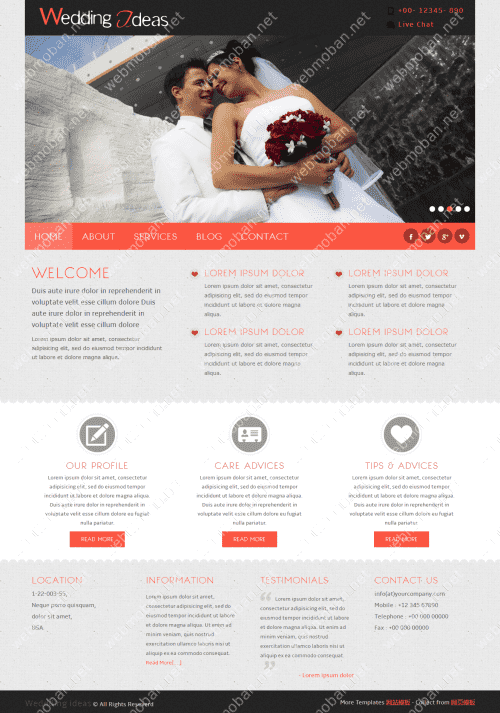 Wedding Ideas
+00- 12345- 890
Live Chat
HOME ABOUT SERVICES BLOG CONTACT
WELCOME
Duis aute irure dolor in reprehenderit in
voluptate velit esse cillum dolore Duis
aute irure dolor in reprehenderit in
voluptate velit esse cillum dolore
Lorem ipsum dolor sit amet, consectetur
adipisicing elit, sed do eiusmod tempor incididunt
ut labore et dolore magna aliqua.
LOREM IPSUM DOLOR
Lorem ipsum dolor sit amet, consectetur
adipisicing elit, sed do eiusmod tempor
incididunt ut labore et dolore magna
aliqua.
LOREM IPSUM DOLOR
Lorem ipsum dolor sit amet, consectetur
adipisicing elit, sed do eiusmod tempor
incididunt ut labore et dolore magna
aliqua.
LOREM IPSUM DOLOR
Lorem ipsum dolor sit amet, consectetur
adipisicing elit, sed do eiusmod tempor
incididunt ut labore et dolore magna
aliqua.
LOREM IPSUM DOLOR
Lorem ipsum dolor sit amet, consectetur
adipisicing elit, sed do eiusmod tempor
incididunt ut labore et dolore magna
aliqua.
OUR PROFILE
Lorem ipsum dolor sit amet, consectetur
adipisicing elit, sed do eiusmod tempor
incididunt ut labore et dolore magna aliqua.
Duis aute irure dolor in reprehenderit in
voluptate velit esse cillum dolore eu fugiat
nulla pariatur.
READ MORE
CARE ADVICES
Lorem ipsum dolor sit amet, consectetur
adipisicing elit, sed do eiusmod tempor
incididunt ut labore et dolore magna aliqua.
Duis aute irure dolor in reprehenderit in
voluptate velit esse cillum dolore eu fugiat
nulla pariatur.
READ MORE
TIPS & ADVICES
Lorem ipsum dolor sit amet, consectetur
adipisicing elit, sed do eiusmod tempor
incididunt ut labore et dolore magna aliqua.
Duis aute irure dolor in reprehenderit in
voluptate velit esse cillum dolore eu fugiat
nulla pariatur.
READ MORE
LOCATION
1-22-003-55,
Neque porro quisquam,
dolor sit amet,
USA.
INFORMATION
Lorem ipsum dolor sit amet, consectetur
adipisicing elit, sed do eiusmod tempor
incididunt ut labore et dolore
magna aliqua. Ut enim ad minim
veniam, quis nostrud
exercitation ullamco laboris nisi ut
aliquip ex ea commodo consequat.
Read More[...]
TESTIMONIALS
Lorem ipsum dolor sit amet,
consectetur adipisicing elit, sed do eiusmod
tempor incididunt ut labore et dolore
magna aliqua. Ut enim ad minim veniam,
quis nostrud exercitation ullamco laboris nisi ut
aliquip ex ea commodo consequat.
- Lorem ipsum dolor
CONTACT US
info(at)yourcompany.com
Mobile : +12 345 67890
Telephone : +00 000 00000
Fax : +00 000 00000
Wedding Ideas © All Rights Reseverd
More Templates 网站模板 - Collect from 网页模板
webmoban.net